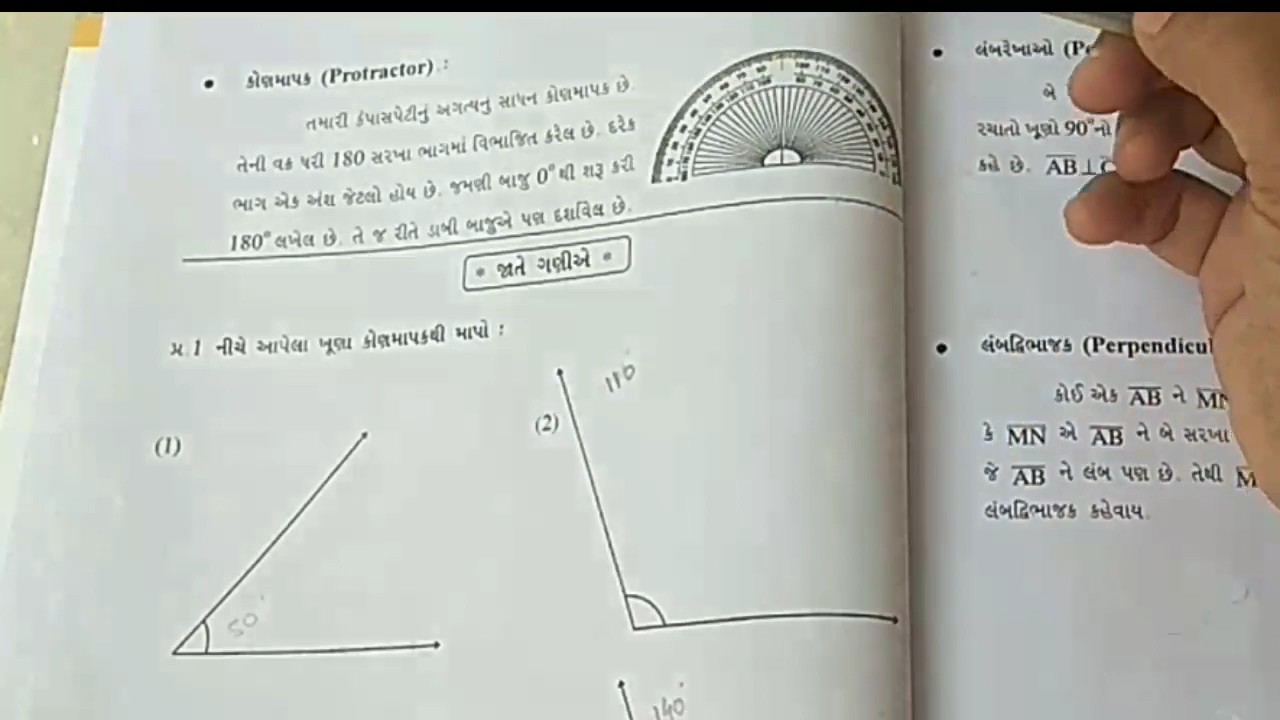 • કોણમાપક (Protractor) :
તમારી કંપાસપેટીનું અગત્યનું સાધન કોણમાપક છે.
તેની વક્ર ધરી 180 સરખા ભાગમાં વિભાજિત કરેલ છે. દરેક
ભાગ એક અંશ જેટલો હોય છે. જમણી બાજુ 0° થી શરૂ કરી
180° લખેલ છે. તે જ રીતે ડાબી બાજુએ પણ દર્શાવેલ છે.
* જાતે ગણીએ *
પ્ર.1 નીચે આપેલા ખૂણા કોણમાપકથી માપો :
(1)
50°
(2)
110°
140°
• લંબરેખાઓ
બે
રચાતો ખૂણો 90°નો
કહે છે. AB⊥
• લંબદ્વિભાજક
કોઈ એક AB ને
કે MN એ AB ને બે સરખા
જે AB ને લંબ પણ છે. તેથી
લંબદ્વિભાજક કહેવાય.